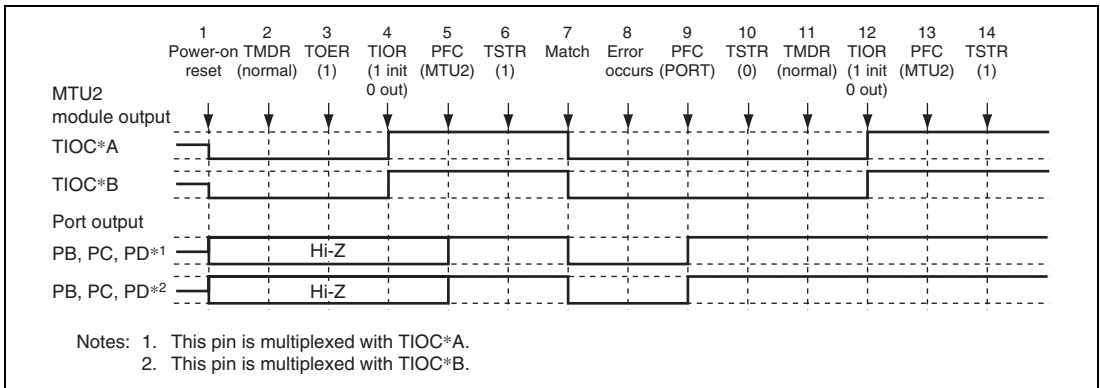 1 2 3 4 5 6 7 8 9 10 11 12 13 14
Power-on TMDR TOER TIOR PFC TSTR Match Error PFC TSTR TMDR TIOR PFC TSTR
reset (normal) (1) (1 init (MTU2) (1) occurs (PORT) (0) (normal) (1 init (MTU2) (1)
0 out) 0 out)
MTU2
module output
TIOC*A
TIOC*B
Port output
PB, PC, PD*1 Hi-Z
PB, PC, PD*2 Hi-Z
Notes: 1. This pin is multiplexed with TIOC*A.
2. This pin is multiplexed with TIOC*B.